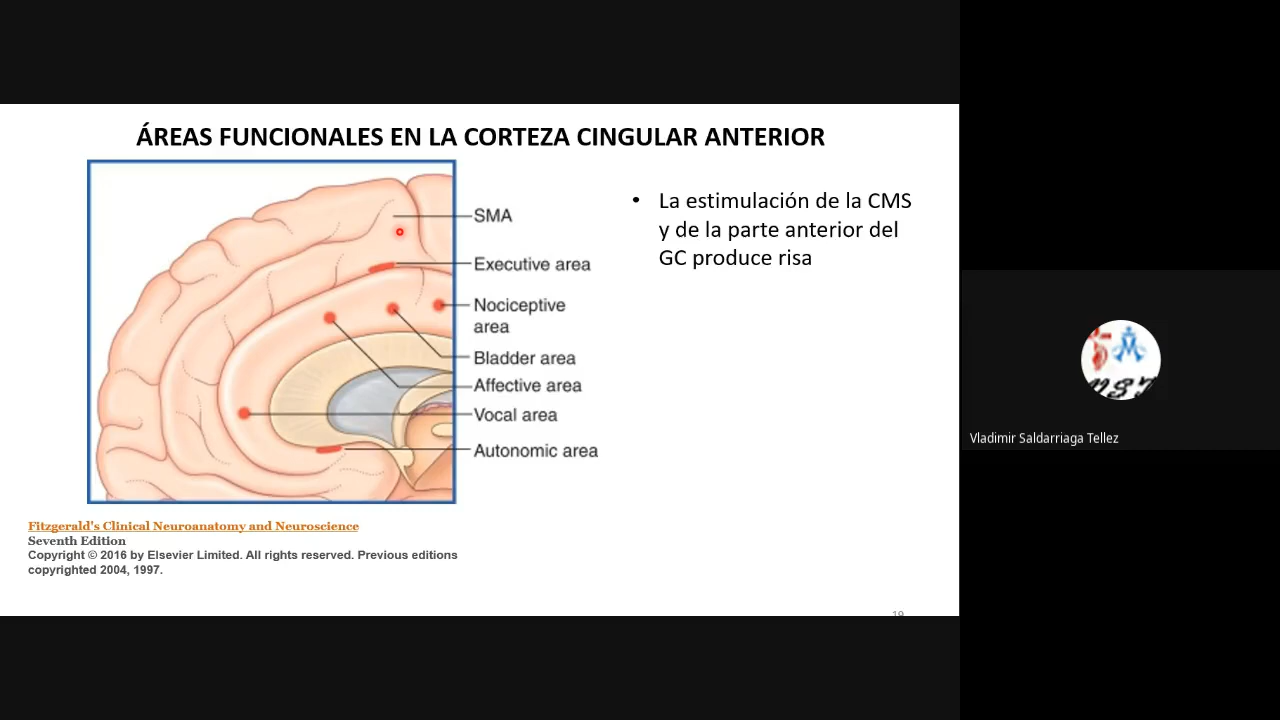 ÁREAS FUNCIONALES EN LA CORTEZA CINGULAR ANTERIOR
SMA
Executive area
Nociceptive
area
Bladder area
Affective area
Vocal area
Autonomic area
• La estimulación de la CMS
y de la parte anterior del
GC produce risa
Fitzgerald's Clinical Neuroanatomy and Neuroscience
Seventh Edition
Copyright © 2016 by Elsevier Limited. All rights reserved. Previous editions
copyrighted 2004, 1997.
19
Vladimir Saldarriaga Tellez